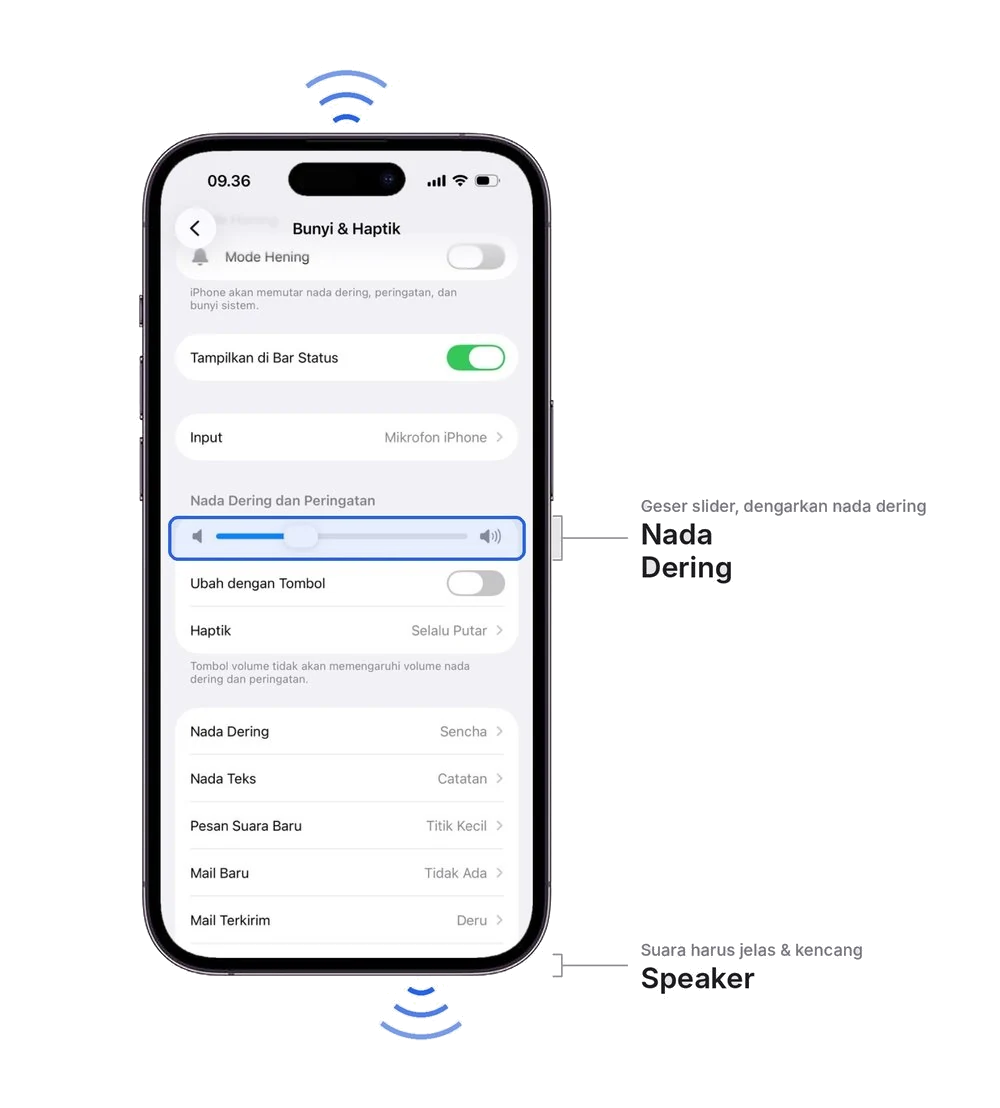 09.36
Bunyi & Haptik
Mode Hening
iPhone akan memutar nada dering, peringatan, dan
bunyi sistem.
Tampilkan di Bar Status
Input Mikrofon iPhone
Nada Dering dan Peringatan
Geser slider, dengarkan nada dering
Nada
Dering
Ubah dengan Tombol
Haptik Selalu Putar
Tombol volume tidak akan memengaruhi volume nada
dering dan peringatan.
Nada Dering Sencha
Nada Teks Catatan
Pesan Suara Baru Titik Kecil
Mail Baru Tidak Ada
Mail Terkirim Deru
Suara harus jelas & kencang
Speaker